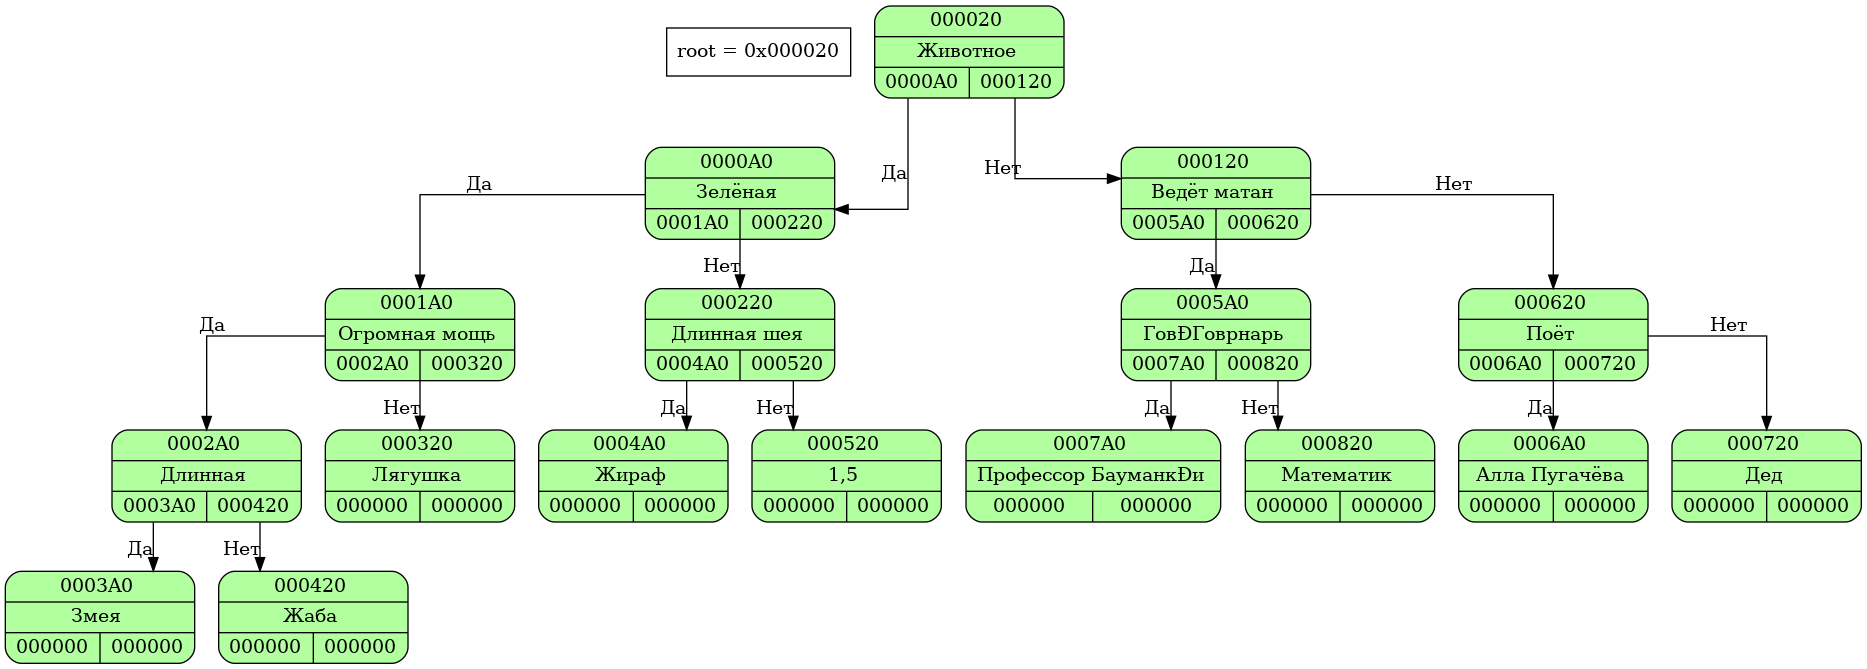 000020
root = 0x000020
Животное
0000A0 000120
Да
Нет
0000A0
Зелёная
0001A0 000220
000120
Ведёт матан
0005A0 000620
Да
Нет
Да
Нет
0001A0
Огромная мощь
0002A0 000320
000220
Длинная шея
0004A0 000520
0005A0
ГовÐГоврнарь
0007A0 000820
000620
Поёт
0006A0 000720
Да
Нет
Да
Нет
Да
Нет
Да
Нет
0002A0
Длинная
0003A0 000420
000320
Лягушка
000000 000000
0004A0
Жираф
000000 000000
000520
1,5
000000 000000
0007A0
Профессор БауманкÐи
000000 000000
000820
Математик
000000 000000
0006A0
Алла Пугачёва
000000 000000
000720
Дед
000000 000000
Да
Нет
0003A0
Змея
000000 000000
000420
Жаба
000000 000000